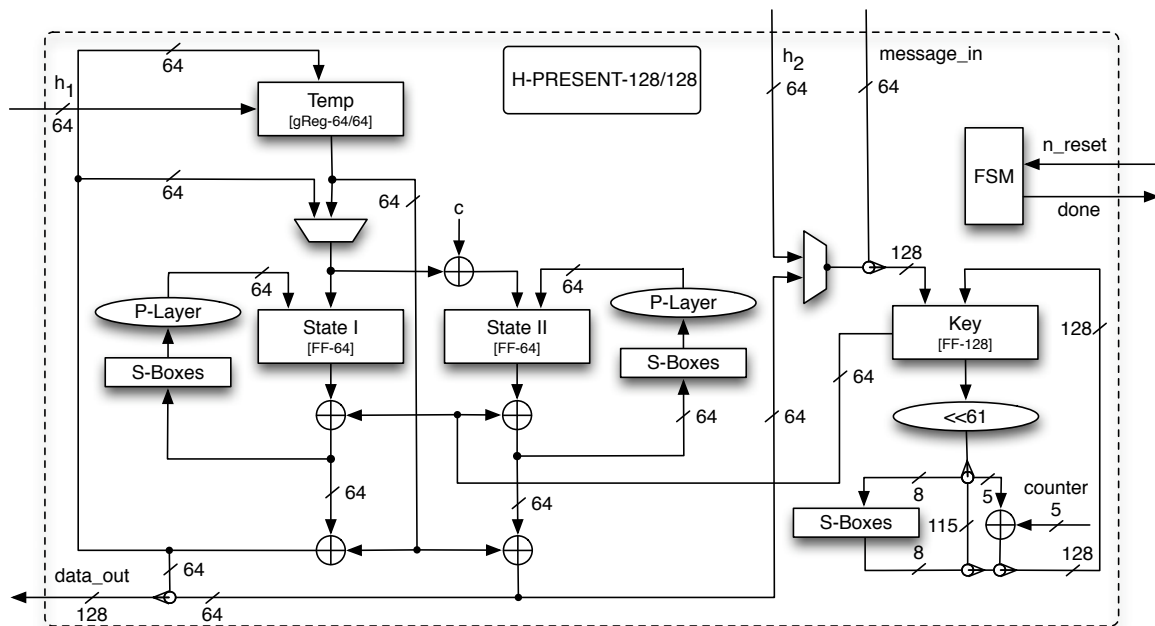 64
h1
64
Temp
[gReg-64/64]
H-PRESENT-128/128
h2
64
message_in
64
n_reset
FSM
done
64
64
c
128
64
P-Layer
S-Boxes
State I
[FF-64]
State II
[FF-64]
64
P-Layer
S-Boxes
Key
[FF-128]
128
64
64
64
<<61
64
64
8
5
counter
5
S-Boxes
115
8
128
64
data_out
128
64